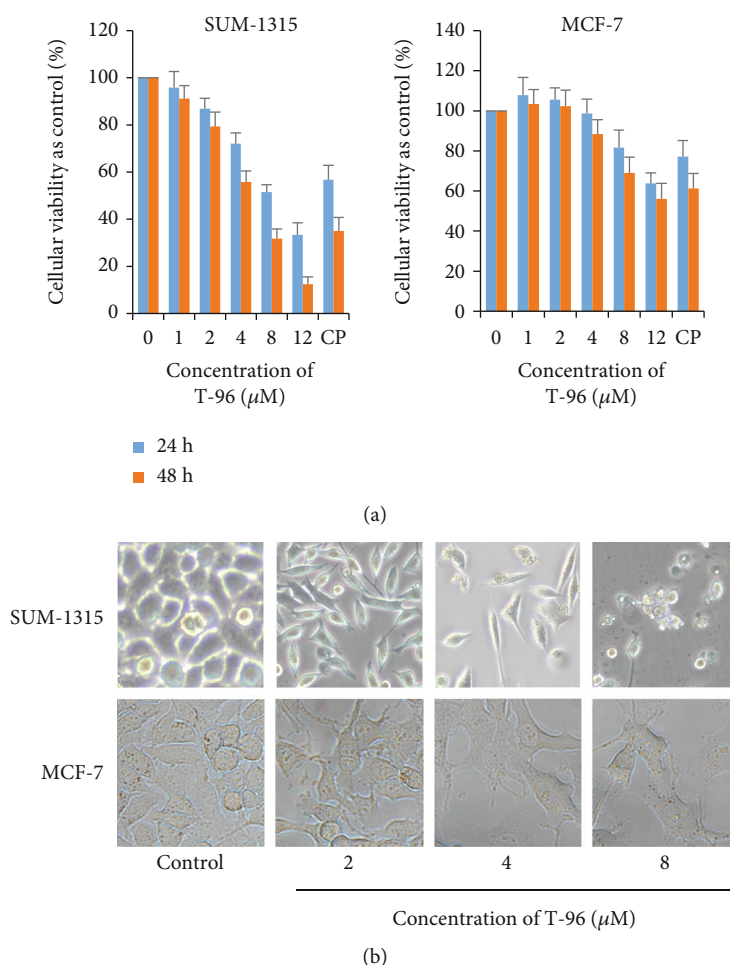 SUM-1315
Cellular viability as control (%)
120
100
80
60
40
20
0
0 1 2 4 8 12 CP
Concentration of
T-96 (μM)
MCF-7
Cellular viability as control (%)
140
120
100
80
60
40
20
0
0 1 2 4 8 12 CP
Concentration of
T-96 (μM)
24 h
48 h
(a)
SUM-1315
MCF-7
Control 2 4 8
Concentration of T-96 (μM)
(b)